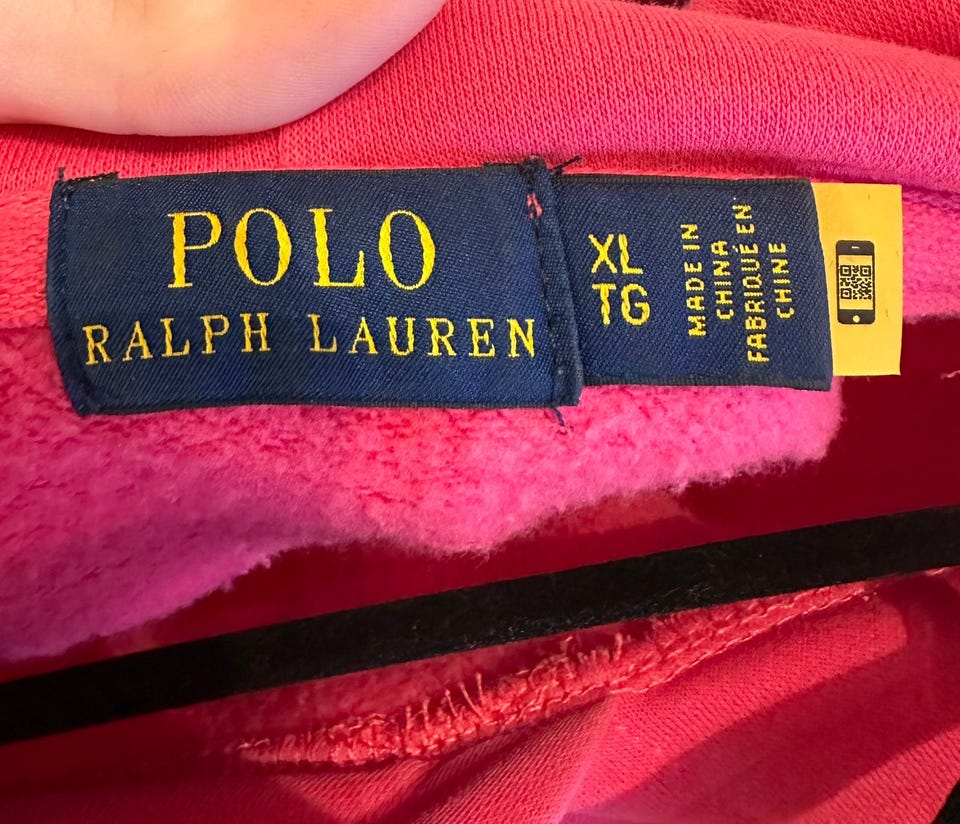 POLO
RALPH LAUREN
XL
TG
MADE IN
CHINA
FABRIQUÉ EN
CHINE